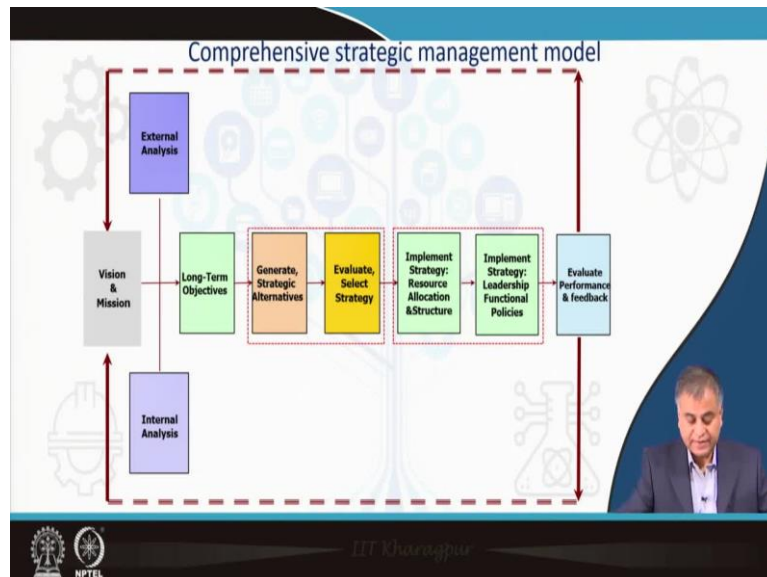 Comprehensive strategic management model
External
Analysis
Vision
&
Mission
Long-Term
Objectives
Generate,
Strategic
Alternatives
Evaluate,
Select
Strategy
Implement
Strategy:
Resource
Allocation
&Structure
Implement
Strategy:
Leadership
Functional
Policies
Evaluate
Performance
& feedback
Internal
Analysis
IIT Kharagpur
NPTEL